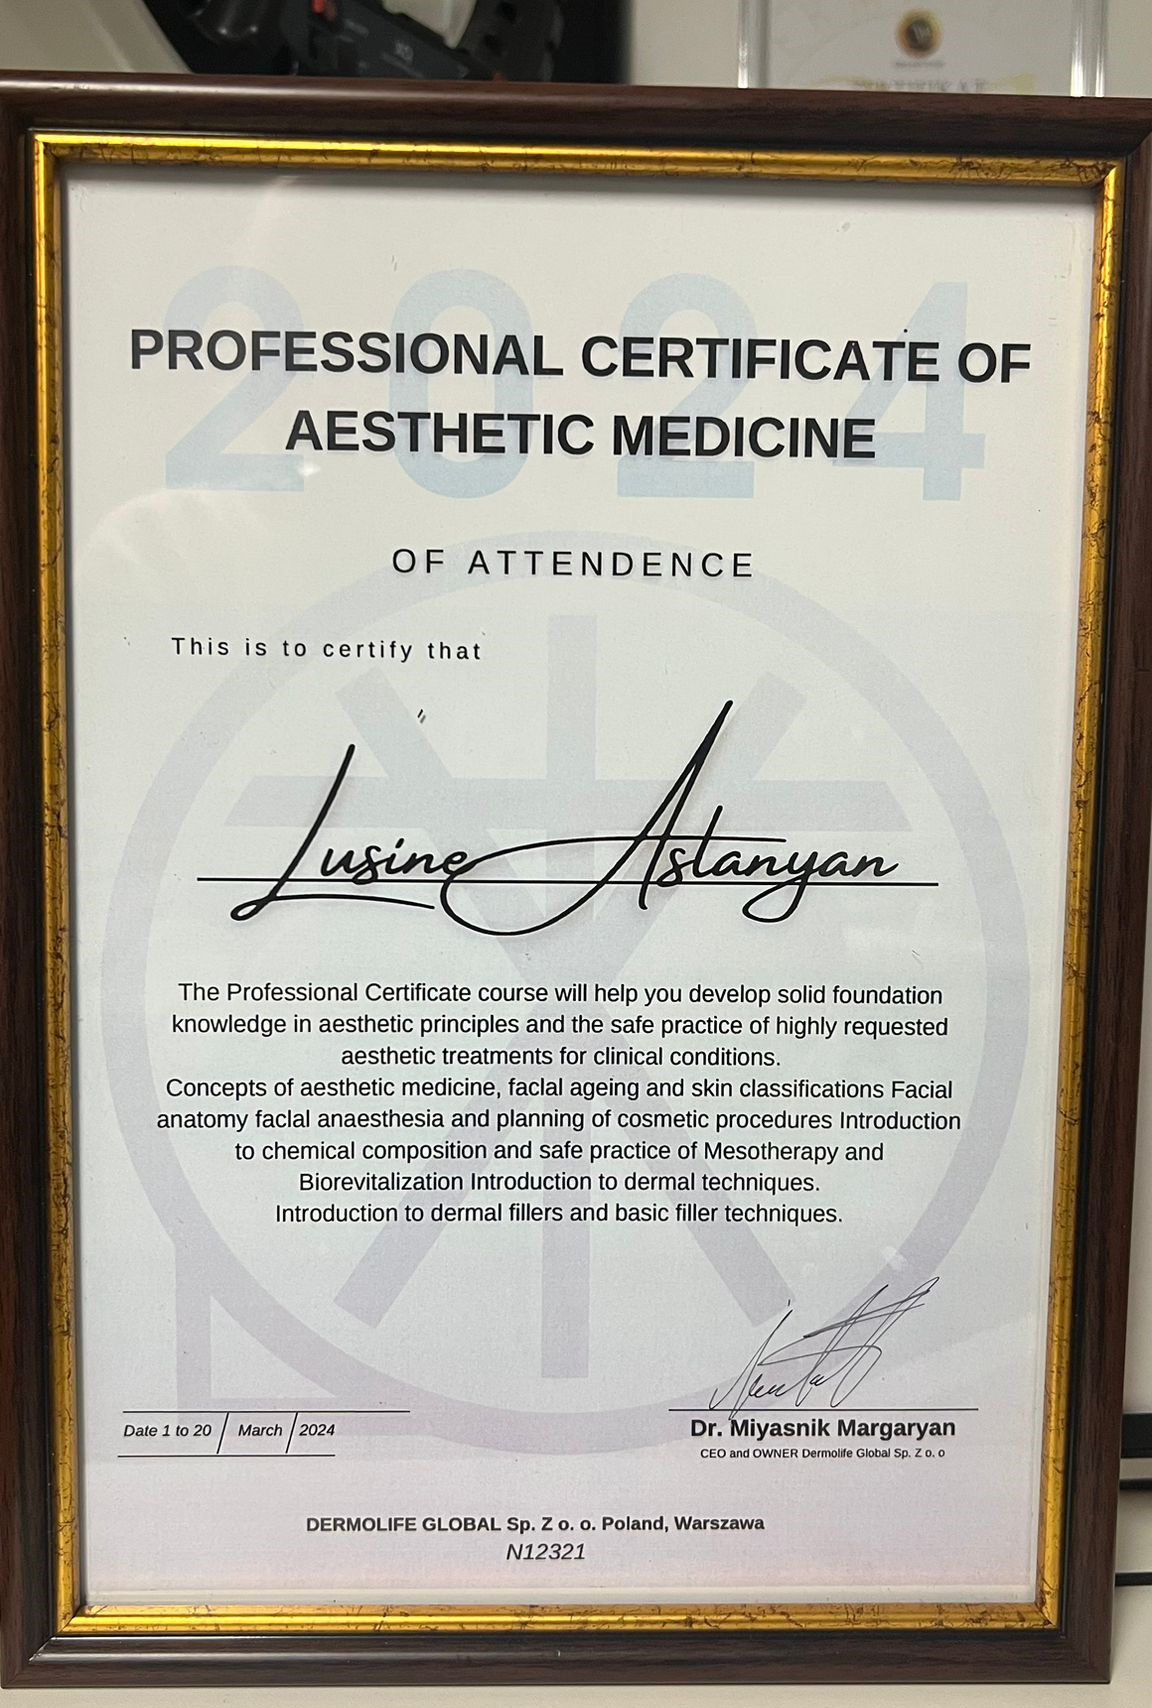 2024
PROFESSIONAL CERTIFICATE OF
AESTHETIC MEDICINE
OF ATTENDENCE
This is to certify that
Lusine Aslanyan
The Professional Certificate course will help you develop solid foundation
knowledge in aesthetic principles and the safe practice of highly requested
aesthetic treatments for clinical conditions.
Concepts of aesthetic medicine, faclal ageing and skin classifications Facial
anatomy faclal anaesthesia and planning of cosmetic procedures Introduction
to chemical composition and safe practice of Mesotherapy and
Biorevitalization Introduction to dermal techniques.
Introduction to dermal fillers and basic filler techniques.
Date 1 to 20 / March / 2024
Dr. Miyasnik Margaryan
CEO and OWNER Dermolife Global Sp. Z o. o
DERMOLIFE GLOBAL Sp. Z o. o. Poland, Warszawa
N12321